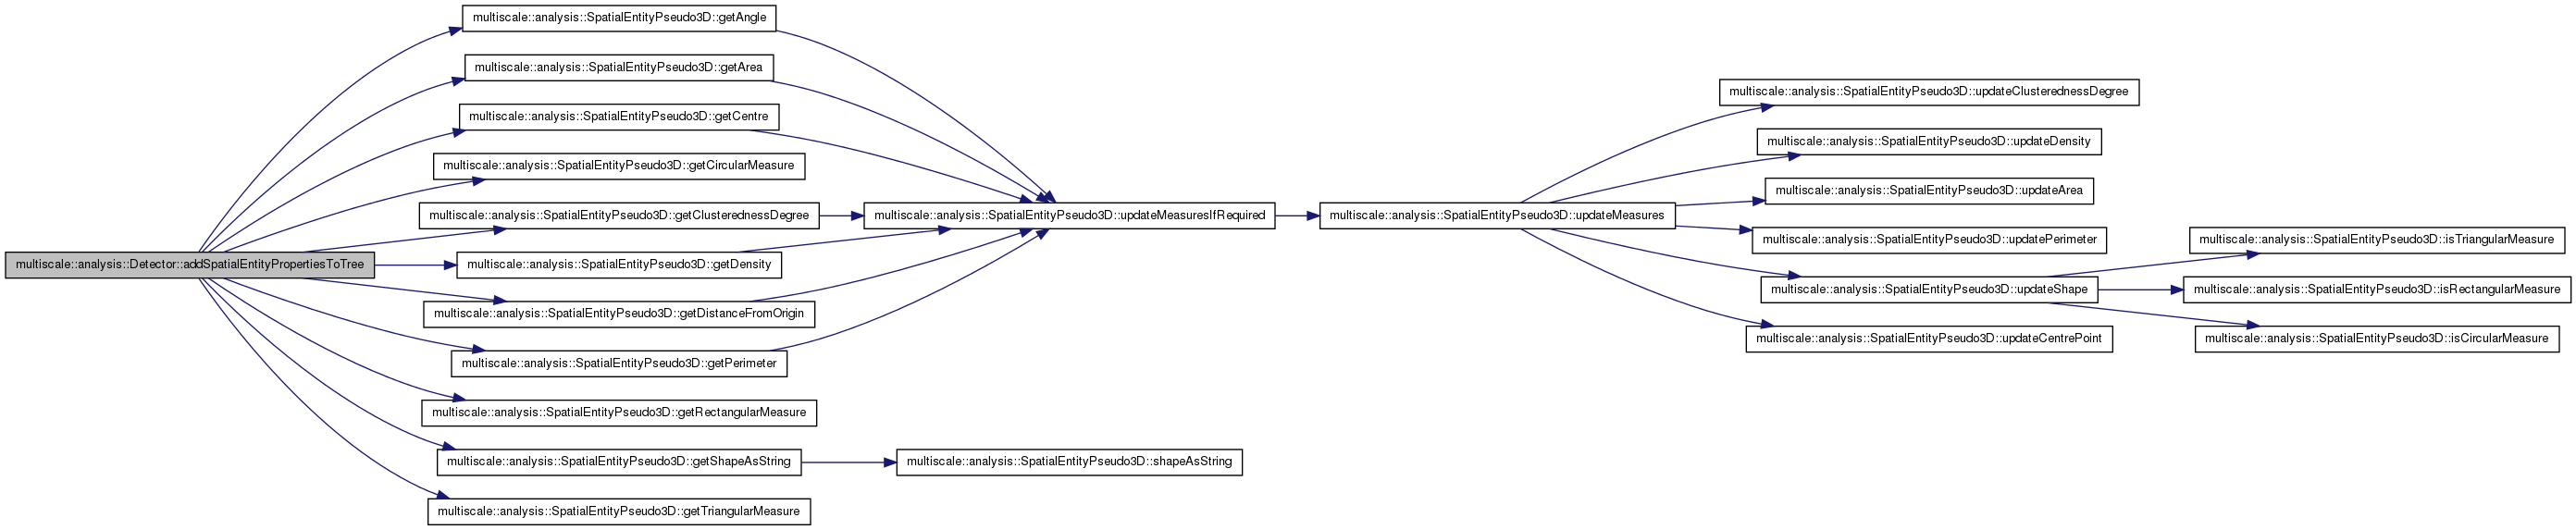 multiscale::analysis::Detector::addSpatialEntityPropertiesToTree
multiscale::analysis::SpatialEntityPseudo3D::getAngle
multiscale::analysis::SpatialEntityPseudo3D::getArea
multiscale::analysis::SpatialEntityPseudo3D::getCentre
multiscale::analysis::SpatialEntityPseudo3D::getCircularMeasure
multiscale::analysis::SpatialEntityPseudo3D::getClusterednessDegree
multiscale::analysis::SpatialEntityPseudo3D::getDensity
multiscale::analysis::SpatialEntityPseudo3D::getDistanceFromOrigin
multiscale::analysis::SpatialEntityPseudo3D::getPerimeter
multiscale::analysis::SpatialEntityPseudo3D::getRectangularMeasure
multiscale::analysis::SpatialEntityPseudo3D::getShapeAsString
multiscale::analysis::SpatialEntityPseudo3D::getTriangularMeasure
multiscale::analysis::SpatialEntityPseudo3D::updateMeasuresIfRequired
multiscale::analysis::SpatialEntityPseudo3D::shapeAsString
multiscale::analysis::SpatialEntityPseudo3D::updateMeasures
multiscale::analysis::SpatialEntityPseudo3D::updateClusterednessDegree
multiscale::analysis::SpatialEntityPseudo3D::updateDensity
multiscale::analysis::SpatialEntityPseudo3D::updateArea
multiscale::analysis::SpatialEntityPseudo3D::updatePerimeter
multiscale::analysis::SpatialEntityPseudo3D::updateShape
multiscale::analysis::SpatialEntityPseudo3D::updateCentrePoint
multiscale::analysis::SpatialEntityPseudo3D::isTriangularMeasure
multiscale::analysis::SpatialEntityPseudo3D::isRectangularMeasure
multiscale::analysis::SpatialEntityPseudo3D::isCircularMeasure